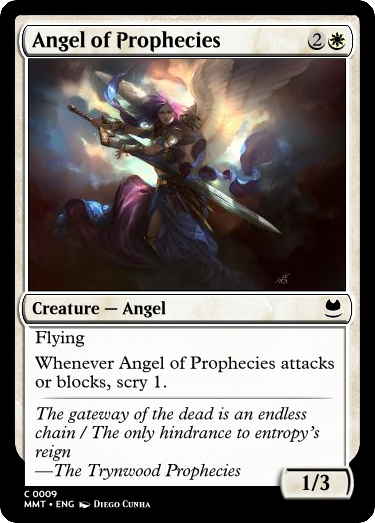 Angel of Prophecies 2
Creature — Angel
Flying
Whenever Angel of Prophecies attacks
or blocks, scry 1.
The gateway of the dead is an endless
chain / The only hindrance to entropy's
reign
—The Trynwood Prophecies
1/3
C 0009
MMT • ENG Diego Cunha